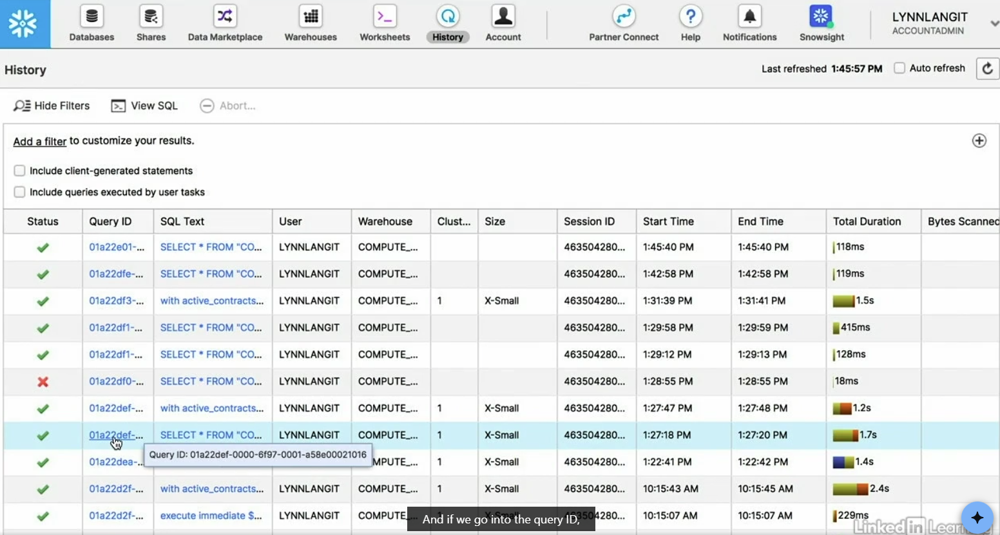 Databases Shares Data Marketplace Warehouses Worksheets History Account Partner Connect Help Notifications Snowsight LYNNLANGIT
ACCOUNTADMIN
History Last refreshed 1:45:57 PM Auto refresh
Hide Filters View SQL Abort...
Add a filter to customize your results.
Include client-generated statements
Include queries executed by user tasks
Status Query ID SQL Text User Warehouse Clust... Size Session ID Start Time End Time Total Duration Bytes Scanned
01a22e01-... SELECT * FROM "CO... LYNNLANGIT COMPUTE_... 463504280... 1:45:40 PM 1:45:40 PM 118ms
01a22dfe-... SELECT * FROM "CO... LYNNLANGIT COMPUTE_... 463504280... 1:42:58 PM 1:42:58 PM 119ms
01a22df3-... with active_contracts... LYNNLANGIT COMPUTE_... 1 X-Small 463504280... 1:31:39 PM 1:31:41 PM 1.5s
01a22df1-... SELECT * FROM "CO... LYNNLANGIT COMPUTE_... 463504280... 1:29:58 PM 1:29:59 PM 415ms
01a22df1-... SELECT * FROM "CO... LYNNLANGIT COMPUTE_... 463504280... 1:29:12 PM 1:29:13 PM 128ms
01a22df0-... SELECT * FROM "CO... LYNNLANGIT COMPUTE_... 463504280... 1:28:55 PM 1:28:55 PM 18ms
01a22def-... with active_contracts... LYNNLANGIT COMPUTE_... 1 X-Small 463504280... 1:27:47 PM 1:27:48 PM 1.2s
01a22def-... SELECT * FROM "CO... LYNNLANGIT COMPUTE_... 1 X-Small 463504280... 1:27:18 PM 1:27:20 PM 1.7s
Query ID: 01a22def-0000-6f97-0001-a58e00021016
01a22dea-... MPUTE_... 1 X-Small 463504280... 1:22:41 PM 1:22:42 PM 1.4s
01a22d2f-... with active_contracts... LYNNLANGIT COMPUTE_... 1 X-Small 463504280... 10:15:43 AM 10:15:45 AM 2.4s
01a22d2f-... execute immediate $... LYNNLANGIT COMPUTE_... 10:15:07 AM 10:15:07 AM 229ms
And if we go into the query ID,
LinkedIn Learning